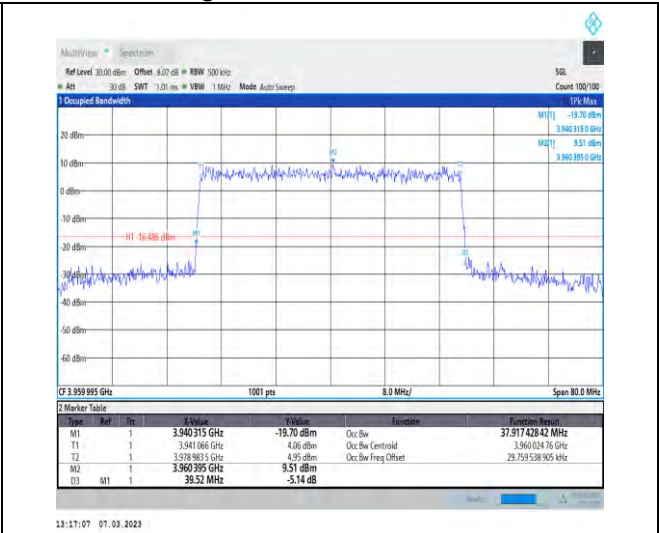 MultiView Spectrum
Ref Level 30.00 dBm Offset 8.07 dB RBW 500 kHz SGL
Att 30 dB SWT 1.01 ms VBW 1 MHz Mode Auto Sweep Count 100/100
1 Occupied Bandwidth 1Pk Max
M1[1] -19.70 dBm
3.940 315 0 GHz
M2[1] 9.51 dBm
3.960 395 0 GHz
20 dBm
M2
10 dBm
T1
0 dBm
-10 dBm
H1 -16.486 dBm
M1
-20 dBm
-30 dBm
-40 dBm
-50 dBm
-60 dBm
CF 3.959 995 GHz 1001 pts 8.0 MHz/ Span 80.0 MHz
2 Marker Table
Type Ref Trc X-Value Y-Value Function Function Result
M1 1 3.940 315 GHz -19.70 dBm Occ Bw 37.917 428 42 MHz
T1 1 3.941 066 GHz 4.06 dBm Occ Bw Centroid 3.960 024 76 GHz
T2 1 3.978 983 5 GHz 4.95 dBm Occ Bw Freq Offset 29.759 538 905 kHz
M2 1 3.960 395 GHz 9.51 dBm
D3 M1 1 39.52 MHz -5.14 dB
13:17:07 07.03.2023